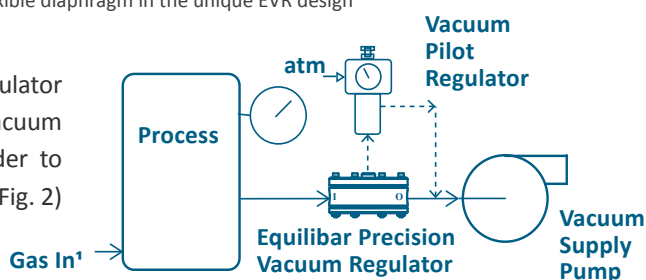 xible diaphragm in the unique EVR design
ulator
acuum
der to
Fig. 2)
Vacuum
Pilot
Regulator
atm
Process
I O
Equilibar Precision
Vacuum Regulator
Gas In¹
Vacuum
Supply
Pump